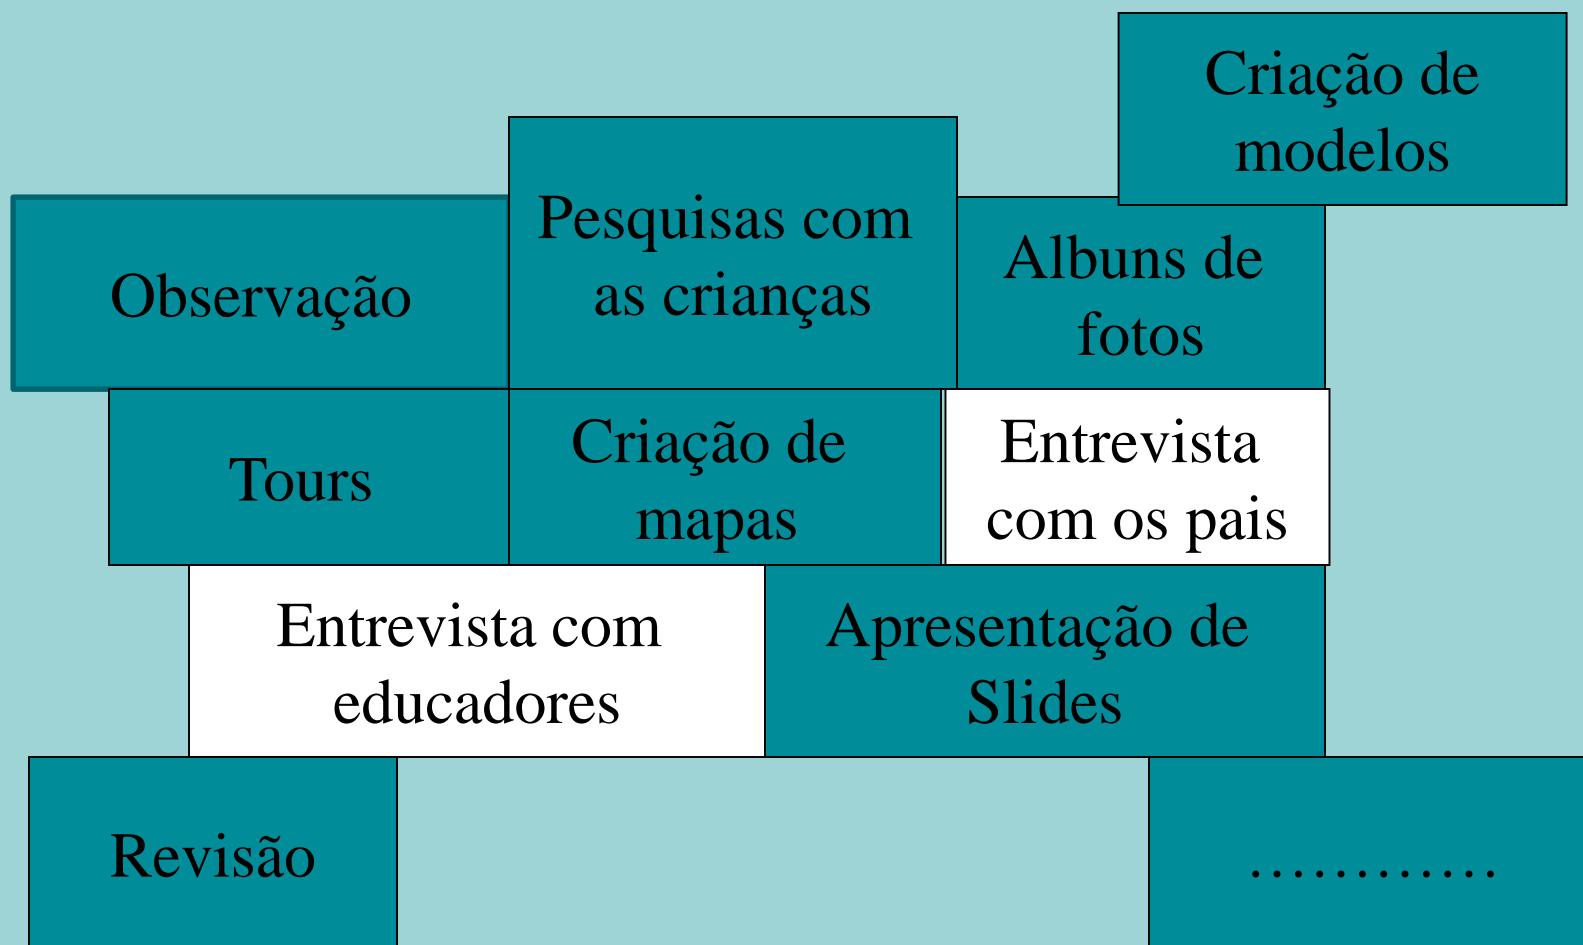 Criação de
modelos
Observação
Pesquisas com
as crianças
Albuns de
fotos
Tours
Criação de
mapas
Entrevista
com os pais
Entrevista com
educadores
Apresentação de
Slides
Revisão
…………